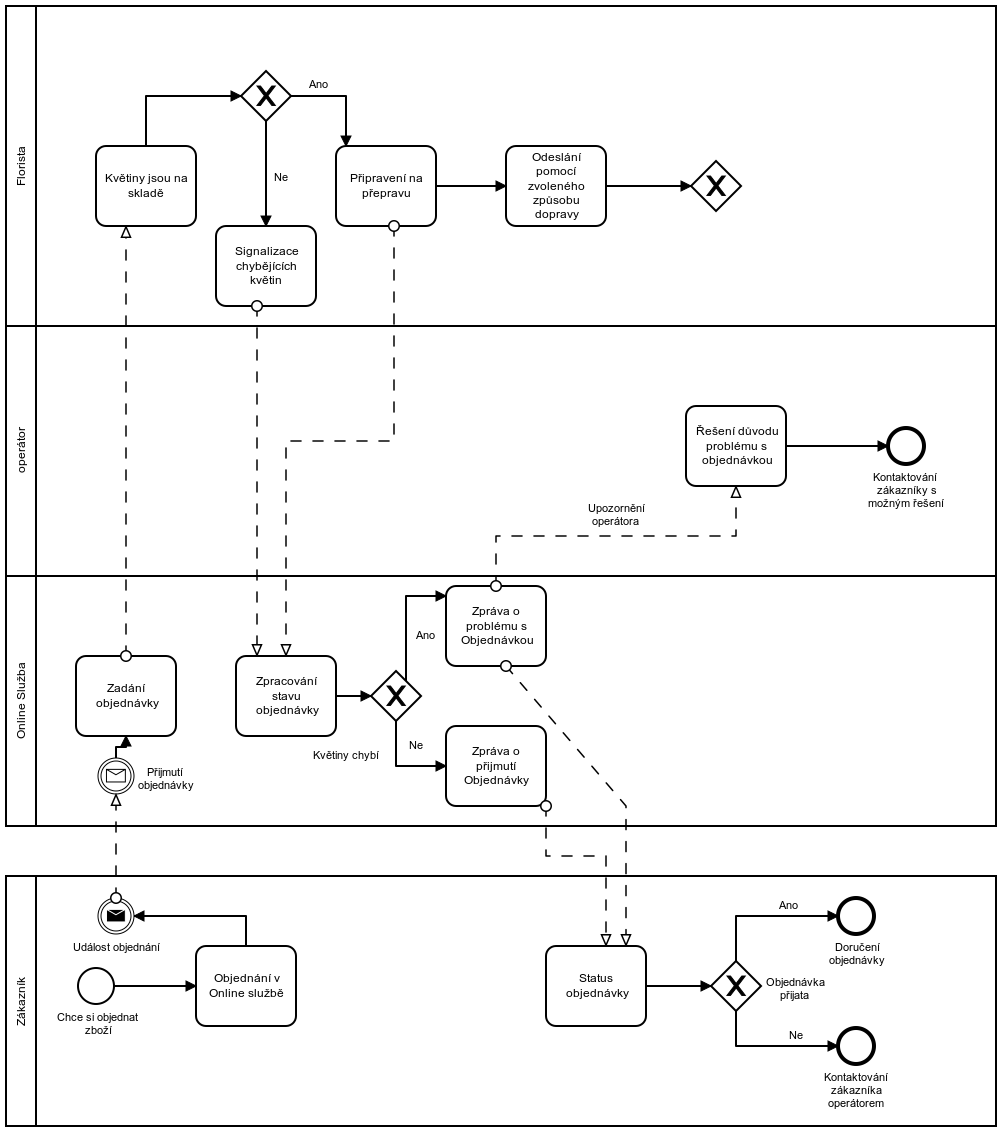 Florista
Ano
Květiny jsou na
skladě
Ne
Připravení na
přepravu
Odeslání
pomocí
zvoleného
způsobu
dopravy
Signalizace
chybějících
květin
operátor
Řešení důvodu
problému s
objednávkou
Kontaktování
zákazníky s
možným řešení
Upozornění
operátora
Online Služba
Zpráva o
problému s
Objednávkou
Ano
Zadání
objednávky
Zpracování
stavu
objednávky
Květiny chybí
Ne
Zpráva o
přijmutí
Objednávky
Přijmutí
objednávky
Zákazník
Událost objednání
Chce si objednat
zboží
Objednání v
Online službě
Status
objednávky
Ano
Doručení
objednávky
Objednávka
přijata
Ne
Kontaktování
zákazníka
operátorem